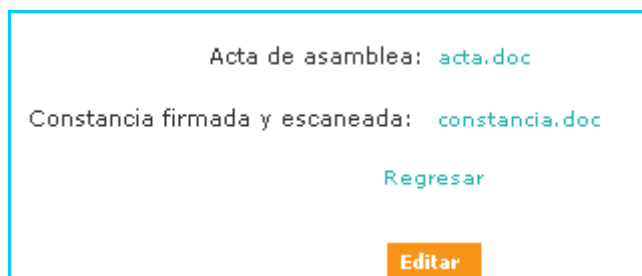 Acta de asamblea: acta.doc
Constancia firmada y escaneada: constancia.doc
Regresar
Editar